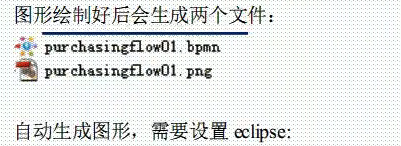 图形绘制好后会生成两个文件：
purchasingflow01.bpmn
purchasingflow01.png
自动生成图形，需要设置 eclipse: